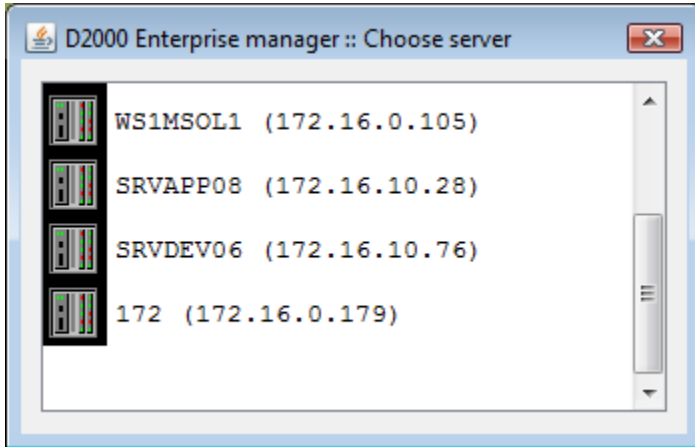 D2000 Enterprise manager :: Choose server
WS1MSOL1 (172.16.0.105)
SRVAPP08 (172.16.10.28)
SRVDEV06 (172.16.10.76)
172 (172.16.0.179)